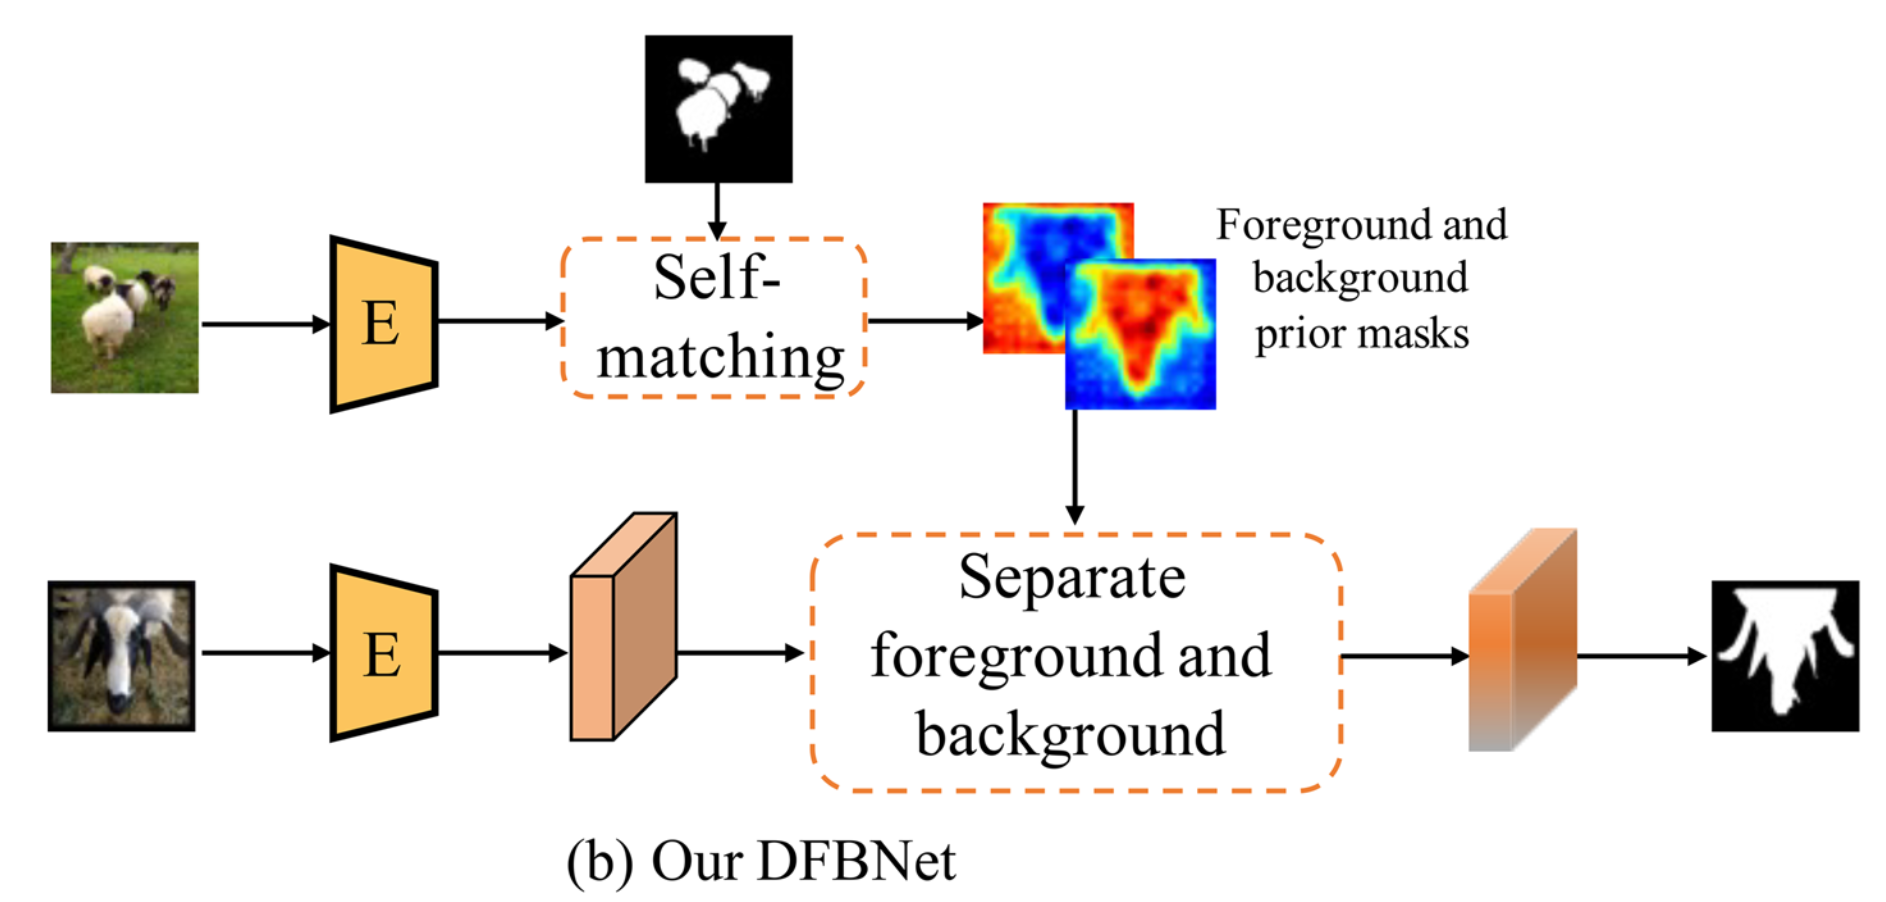 Foreground and
background
prior masks
E
Self-
matching
E
Separate
foreground and
background
(b) Our DFBNet